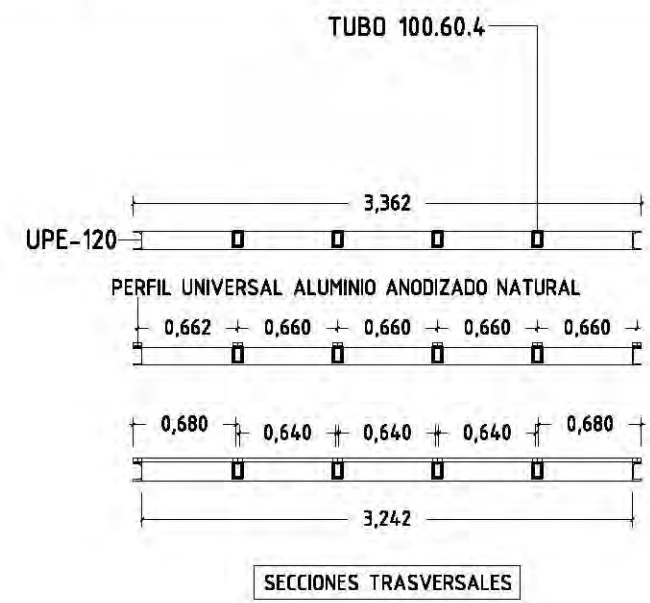 TUBO 100.60.4
3,362
UPE-120
PERFIL UNIVERSAL ALUMINIO ANODIZADO NATURAL
0,662 0,660 0,660 0,660 0,660
0,680 0,640 0,640 0,640 0,680
3,242
SECCIONES TRASVERSALES